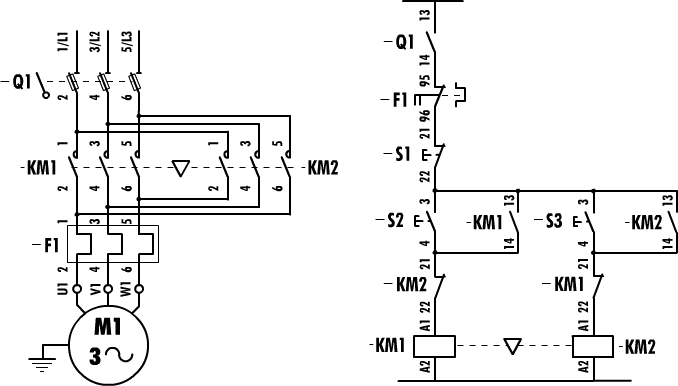 1/L1 3/L2 5/L3
-Q1
2 4 6
1 3 5 1 3 5
-KM1 -KM2
2 4 6 2 4 6
1 3 5
-F1
2 4 6
U1 V1 W1
M1
3
13
-Q1
14
95
-F1
96
21
-S1
22
3 13 3 13
-S2 -KM1 -S3 -KM2
4 14 4 14
21 21
-KM2 -KM1
22 22
A1 A1
-KM1 -KM2
A2 A2